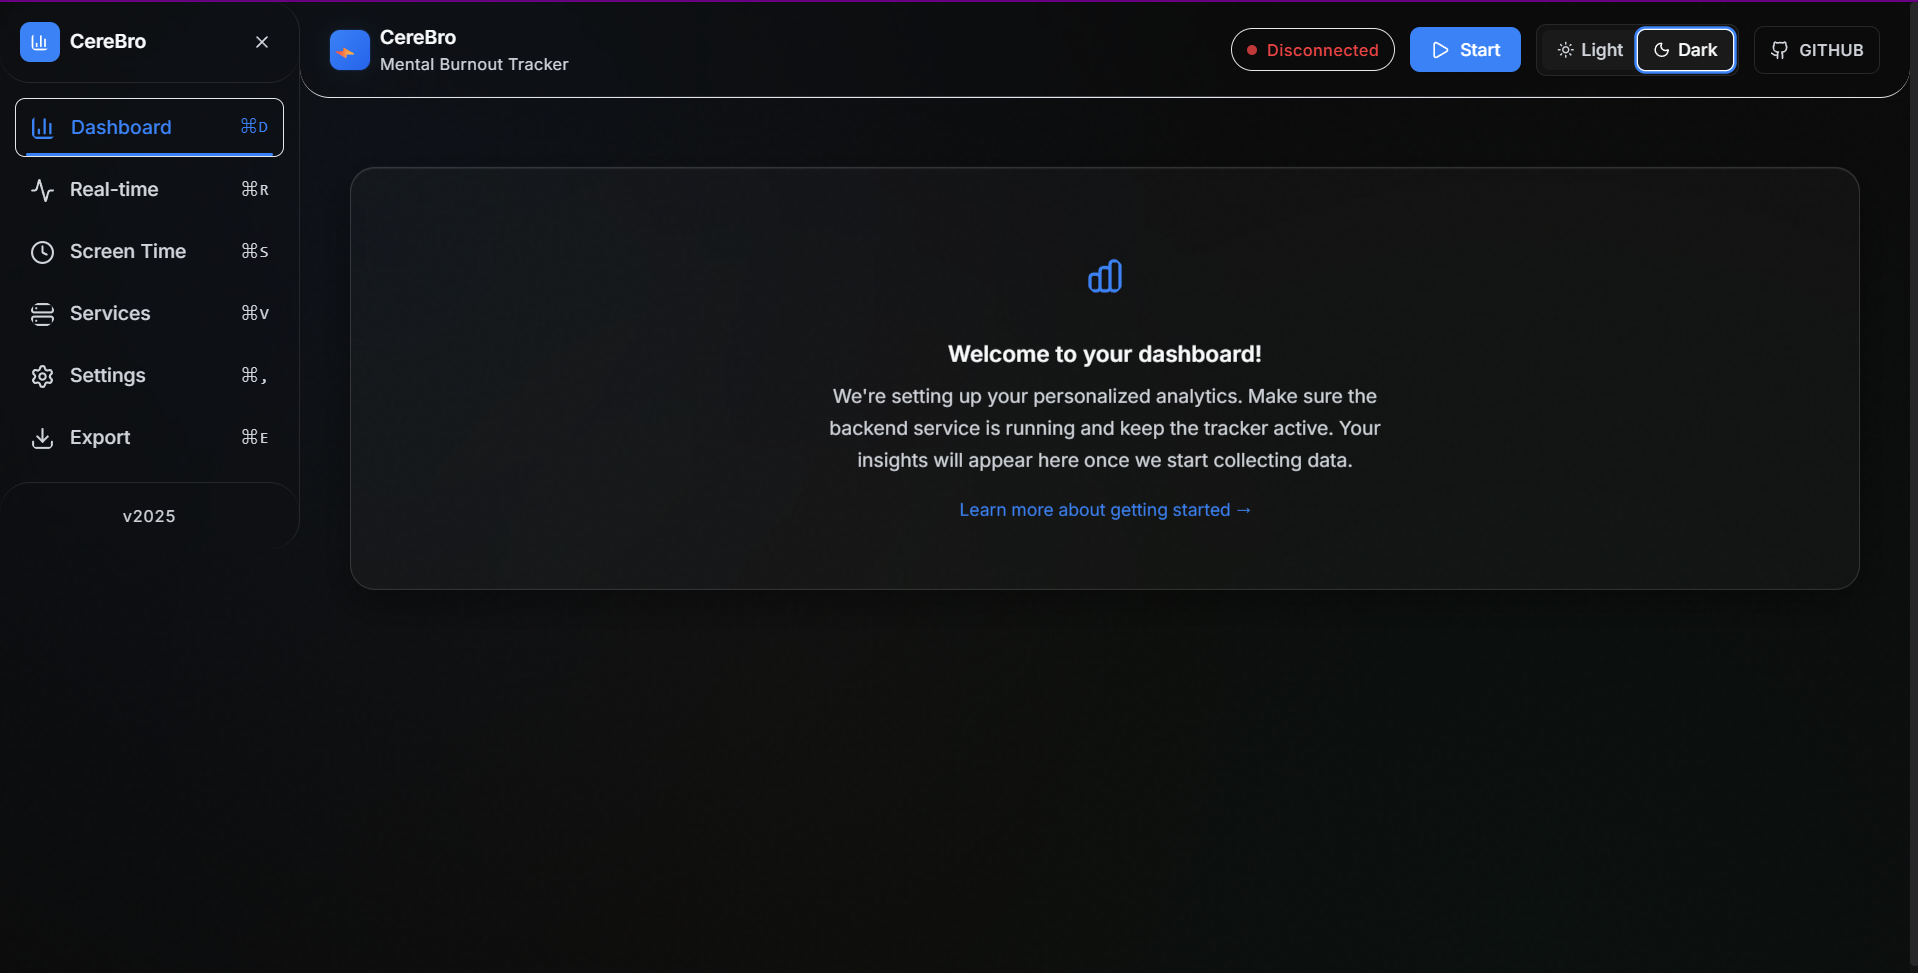 CereBro
Dashboard ⌘D
Real-time ⌘R
Screen Time ⌘S
Services ⌘V
Settings ⌘,
Export ⌘E
v2025
CereBro
Mental Burnout Tracker
Disconnected
Start
Light
Dark
GITHUB
Welcome to your dashboard!
We're setting up your personalized analytics. Make sure the
backend service is running and keep the tracker active. Your
insights will appear here once we start collecting data.
Learn more about getting started →